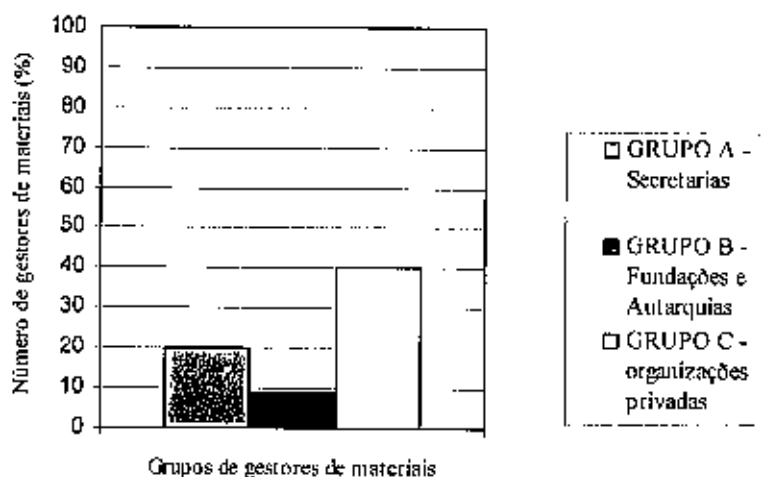 Número de gestores de materiais (%)
100
90
80
70
60
50
40
30
20
10
0
Grupos de gestores de materiais
GRUPO A -
Secretarias
GRUPO B -
Fundações e
Autarquias
GRUPO C -
organizações
privadas